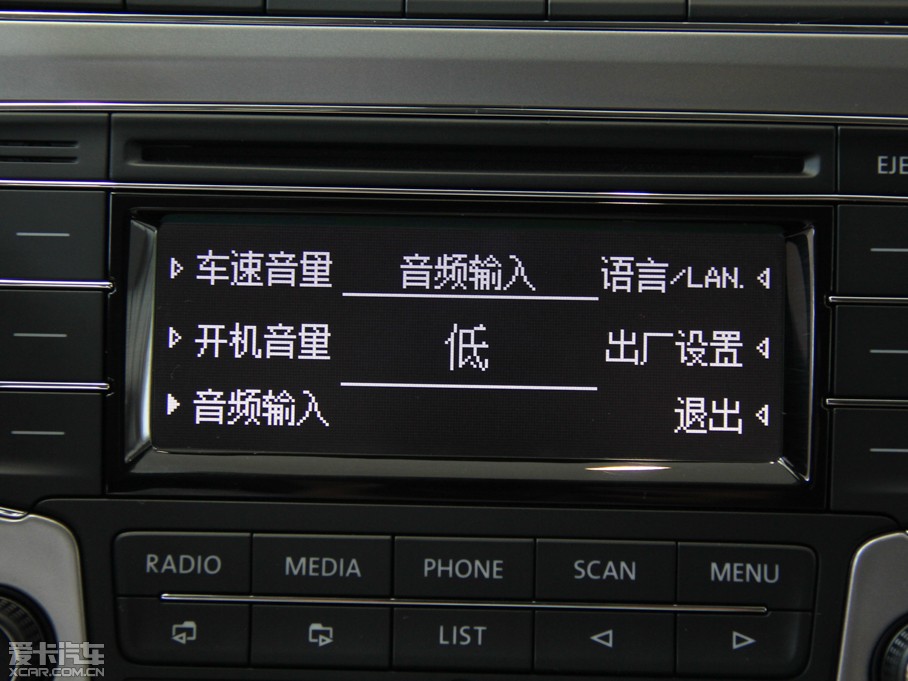 EJE
车速音量 音频输入 语言/LAN.
开机音量 低 出厂设置
音频输入 退出
RADIO MEDIA PHONE SCAN MENU
LIST
爱卡汽车
XCAR.COM.CN